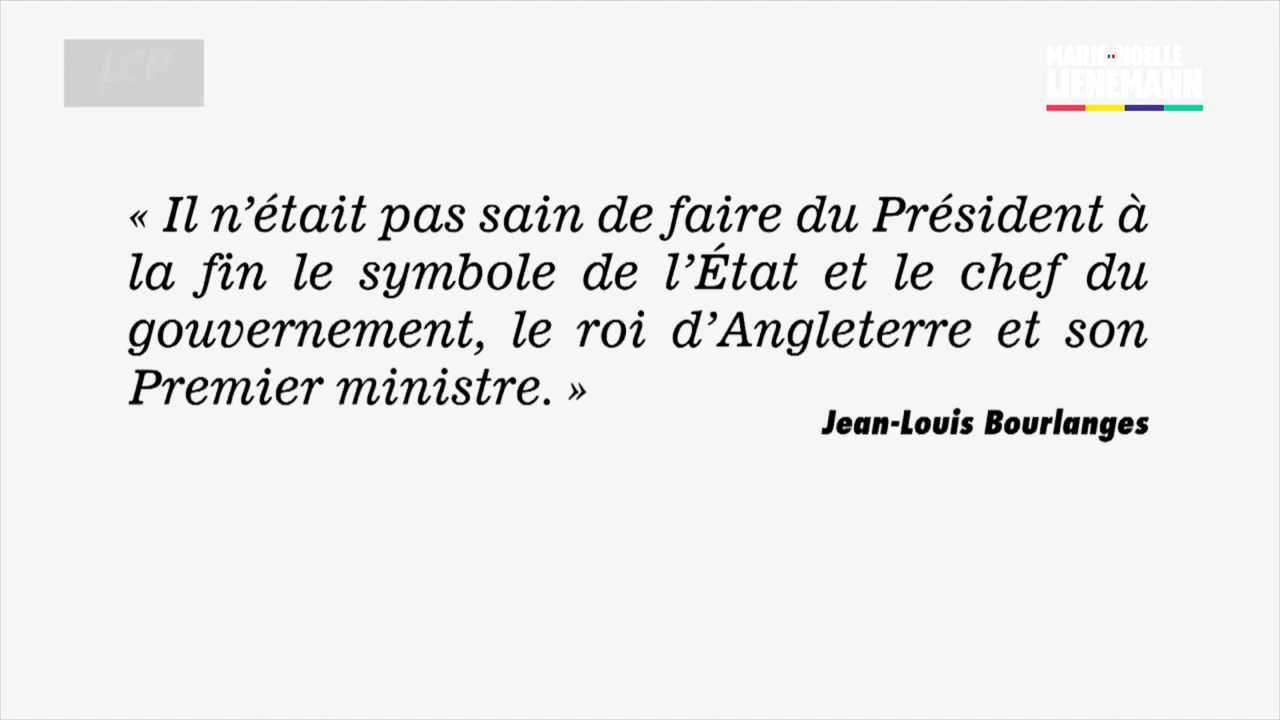 LCP
MARIE-NOËLLE
LIENEMANN
« Il n’était pas sain de faire du Président à
la fin le symbole de l’État et le chef du
gouvernement, le roi d’Angleterre et son
Premier ministre. »
Jean-Louis Bourlanges